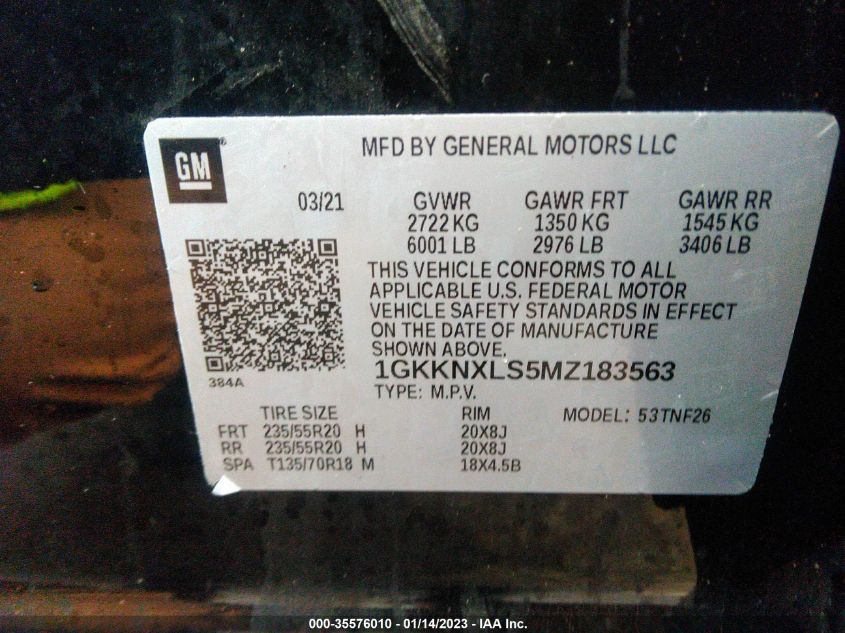 GM
MFD BY GENERAL MOTORS LLC
03/21 GVWR GAWR FRT GAWR RR
2722 KG 1350 KG 1545 KG
6001 LB 2976 LB 3406 LB
THIS VEHICLE CONFORMS TO ALL
APPLICABLE U.S. FEDERAL MOTOR
VEHICLE SAFETY STANDARDS IN EFFECT
ON THE DATE OF MANUFACTURE
SHOWN ABOVE.
1GKKNXLS5MZ183563
384A
TYPE: M.P.V.
TIRE SIZE RIM MODEL: 53TNF26
FRT 235/55R20 H 20X8J
RR 235/55R20 H 20X8J
SPA T135/70R18 M 18X4.5B
000-35576010 - 01/14/2023 - IAA Inc.